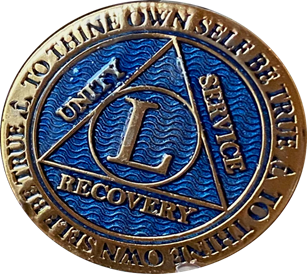 TO THINE OWN SELF BE TRUE
TO THINE OWN SELF BE TRUE
UNITY
SERVICE
RECOVERY
L